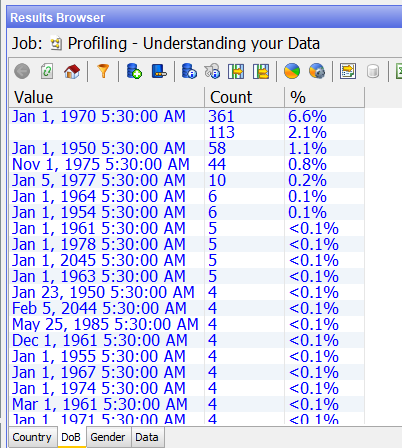 Results Browser
Job: Profiling - Understanding your Data
Value Count %
Jan 1, 1970 5:30:00 AM 361 6.6%
113 2.1%
Jan 1, 1950 5:30:00 AM 58 1.1%
Nov 1, 1975 5:30:00 AM 44 0.8%
Jan 5, 1977 5:30:00 AM 10 0.2%
Jan 1, 1964 5:30:00 AM 6 0.1%
Jan 1, 1954 5:30:00 AM 6 0.1%
Jan 1, 1961 5:30:00 AM 5 <0.1%
Jan 1, 1978 5:30:00 AM 5 <0.1%
Jan 1, 2045 5:30:00 AM 5 <0.1%
Jan 1, 1963 5:30:00 AM 5 <0.1%
Jan 23, 1950 5:30:00 AM 4 <0.1%
Feb 5, 2044 5:30:00 AM 4 <0.1%
May 25, 1985 5:30:00 AM 4 <0.1%
Dec 1, 1961 5:30:00 AM 4 <0.1%
Jan 1, 1955 5:30:00 AM 4 <0.1%
Jan 1, 1967 5:30:00 AM 4 <0.1%
Jan 1, 1974 5:30:00 AM 4 <0.1%
Mar 1, 1961 5:30:00 AM 4 <0.1%
Jan 1, 1971 5:30:00 AM 4 <0.1%
Country DoB Gender Data